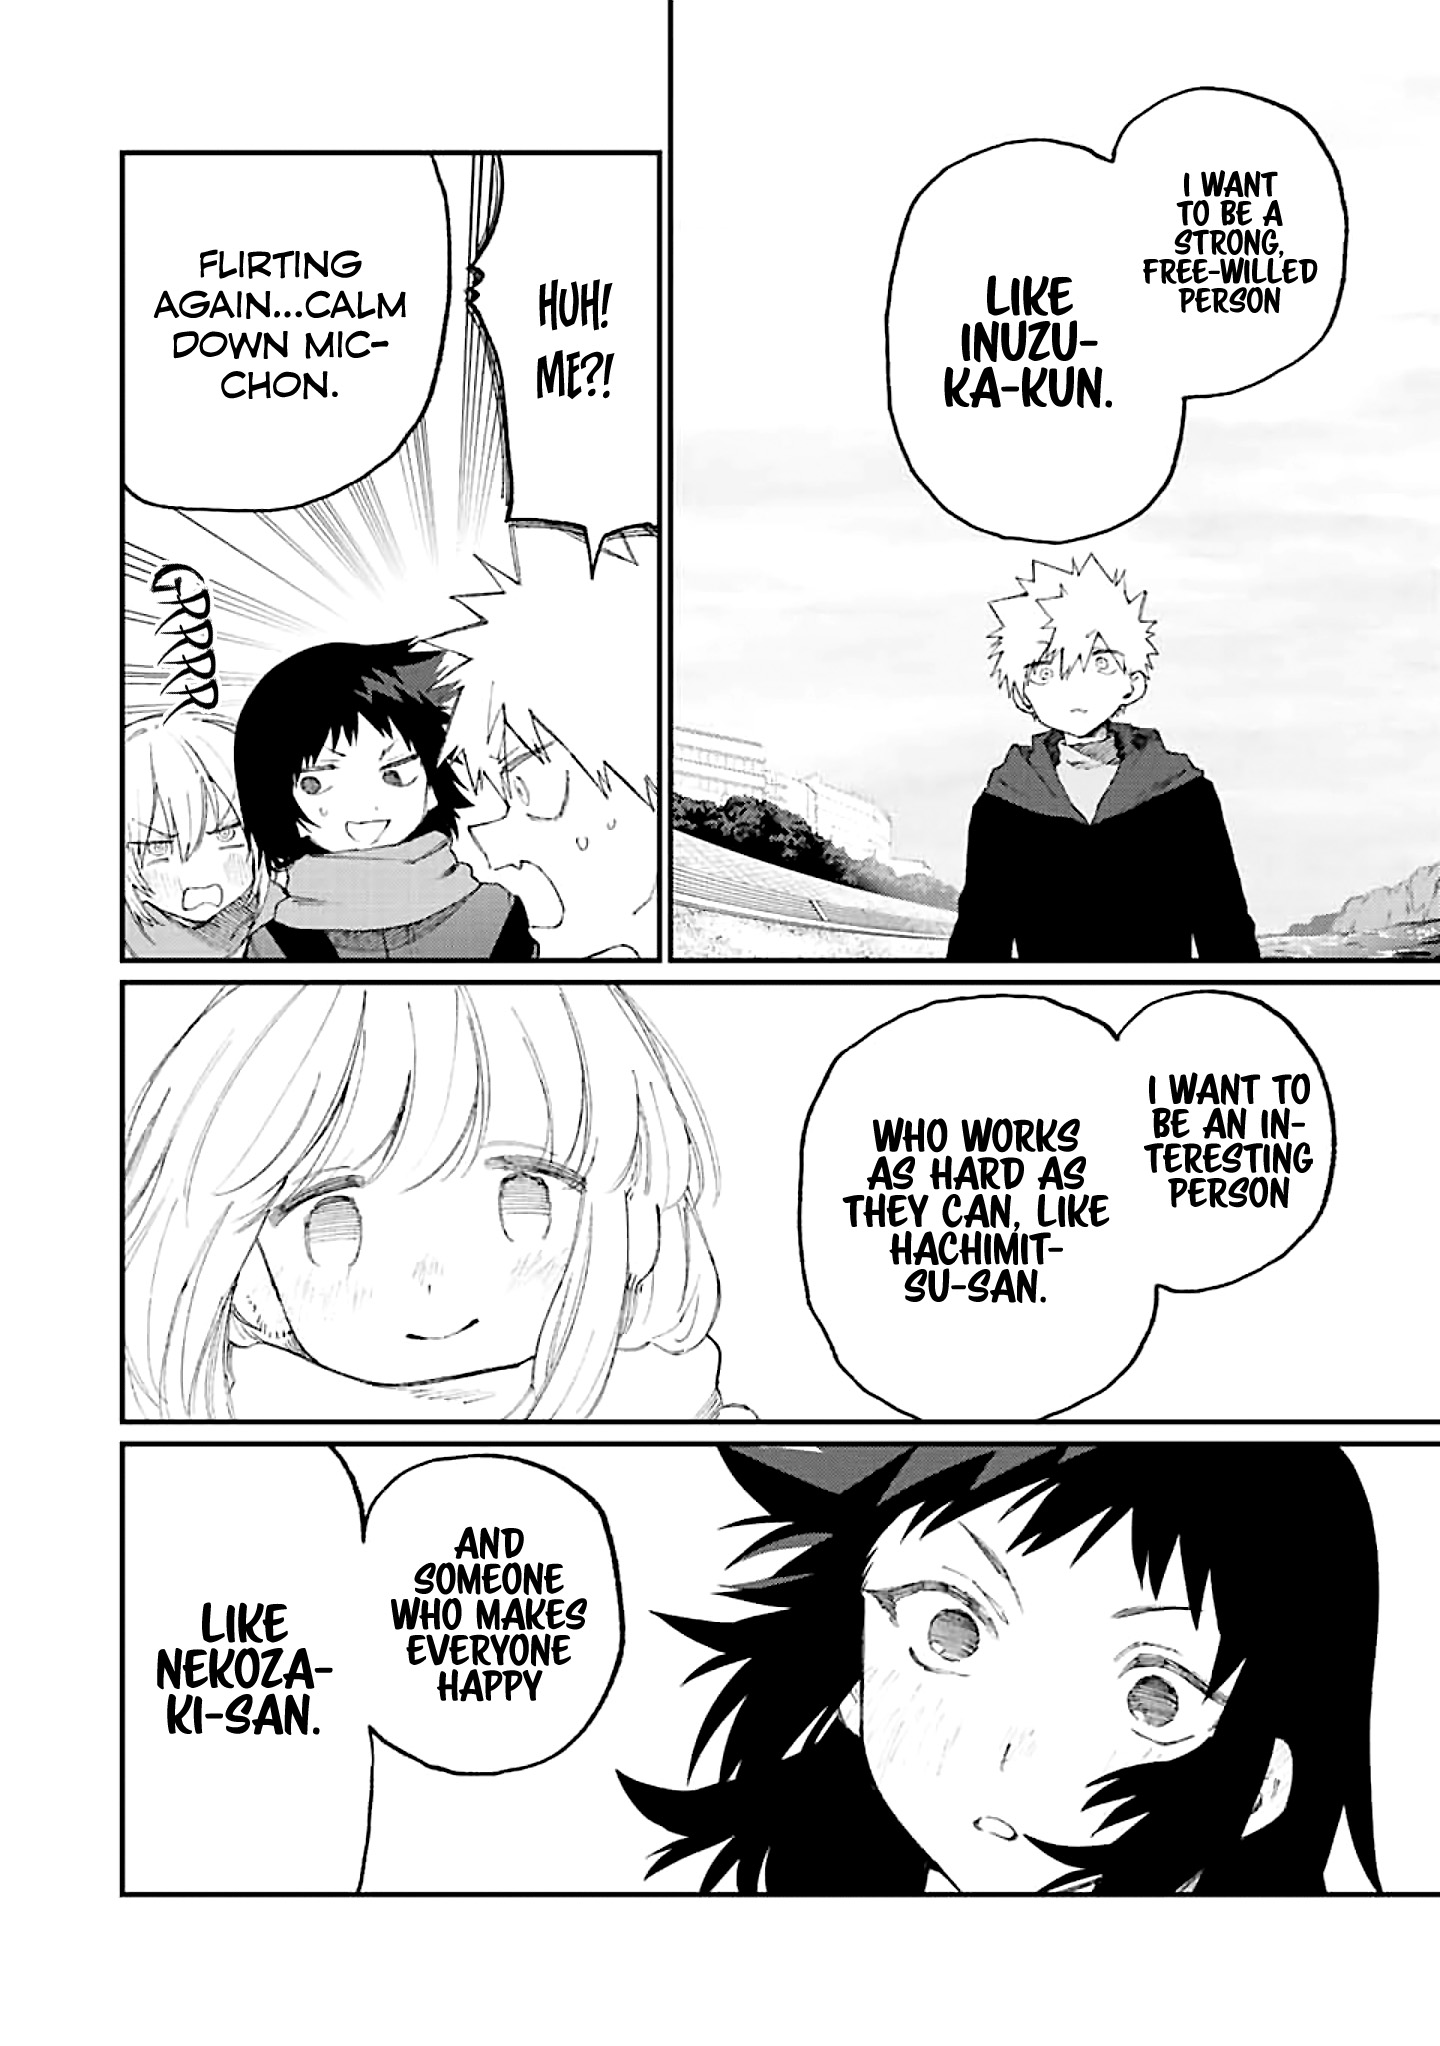 I WANT
TO BE A
STRONG,
FREE-WILLED
PERSON
LIKE
INUZU-
KA-KUN.
HUH!
ME?!
FLIRTING
AGAIN...CALM
DOWN MIC-
CHON.
GRRRR
I WANT TO
BE AN IN-
TERESTING
PERSON
WHO WORKS
AS HARD AS
THEY CAN, LIKE
HACHIMIT-
SU-SAN.
AND
SOMEONE
WHO MAKES
EVERYONE
HAPPY
LIKE
NEKOZA-
KI-SAN.